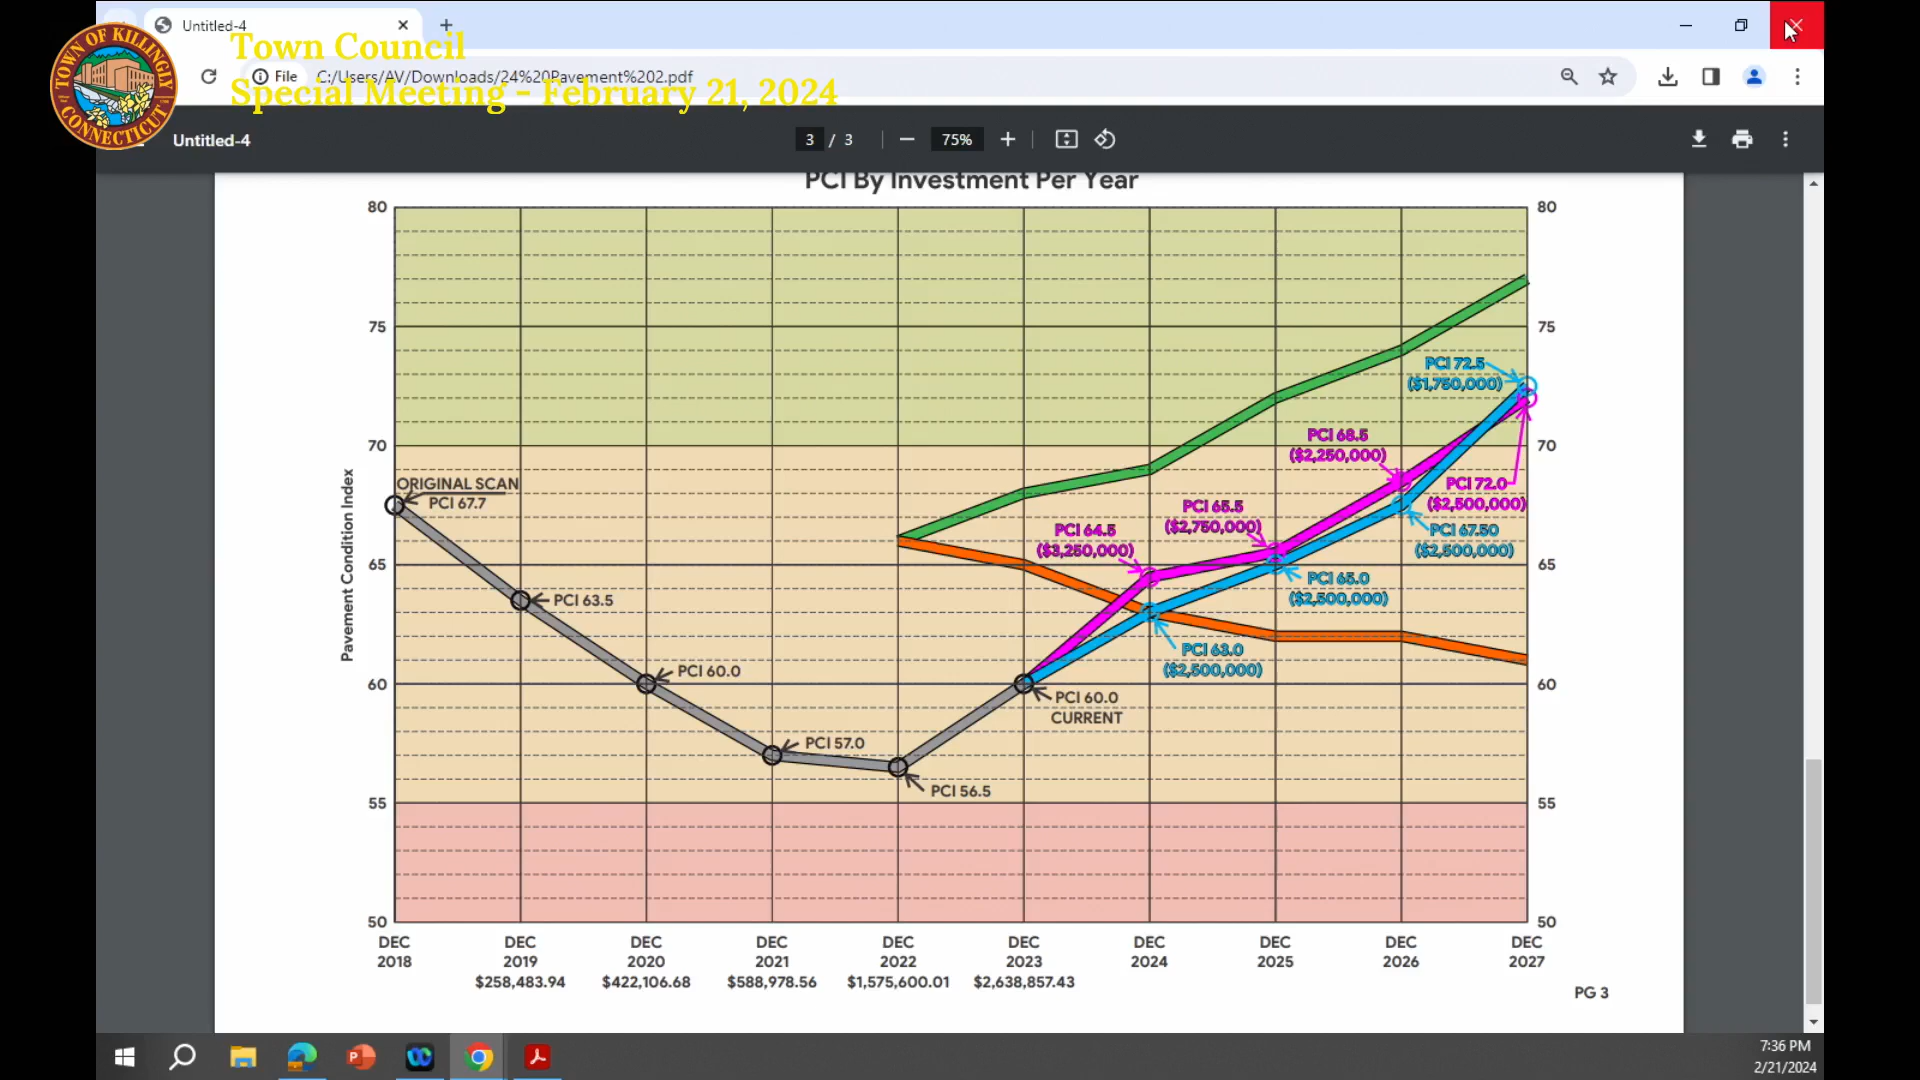 Untitled-4
TOWN OF KILLINGLY
CONNECTICUT
Town Council
File
C:/Users/AV/Downloads/24%20Pavement%202.pdf
Special Meeting - February 21, 2024
Untitled-4
3 / 3
75%
PCI By Investment Per Year
80
80
75
75
PCI 72.5
($1,750,000)
70
PCI 68.5
($2,250,000)
70
ORIGINAL SCAN
PCI 67.7
PCI 72.0
($2,500,000)
PCI 65.5
($2,750,000)
PCI 64.5
($3,250,000)
PCI 67.50
($2,500,000)
Pavement Condition Index
65
65
PCI 65.0
($2,500,000)
PCI 63.5
PCI 63.0
($2,500,000)
PCI 60.0
60
60
PCI 60.0
CURRENT
PCI 57.0
PCI 56.5
55
55
50
50
DEC 2018
DEC 2019
DEC 2020
DEC 2021
DEC 2022
DEC 2023
DEC 2024
DEC 2025
DEC 2026
DEC 2027
$258,483.94
$422,106.68
$588,978.56
$1,575,600.01
$2,638,857.43
PG 3
7:36 PM
2/21/2024